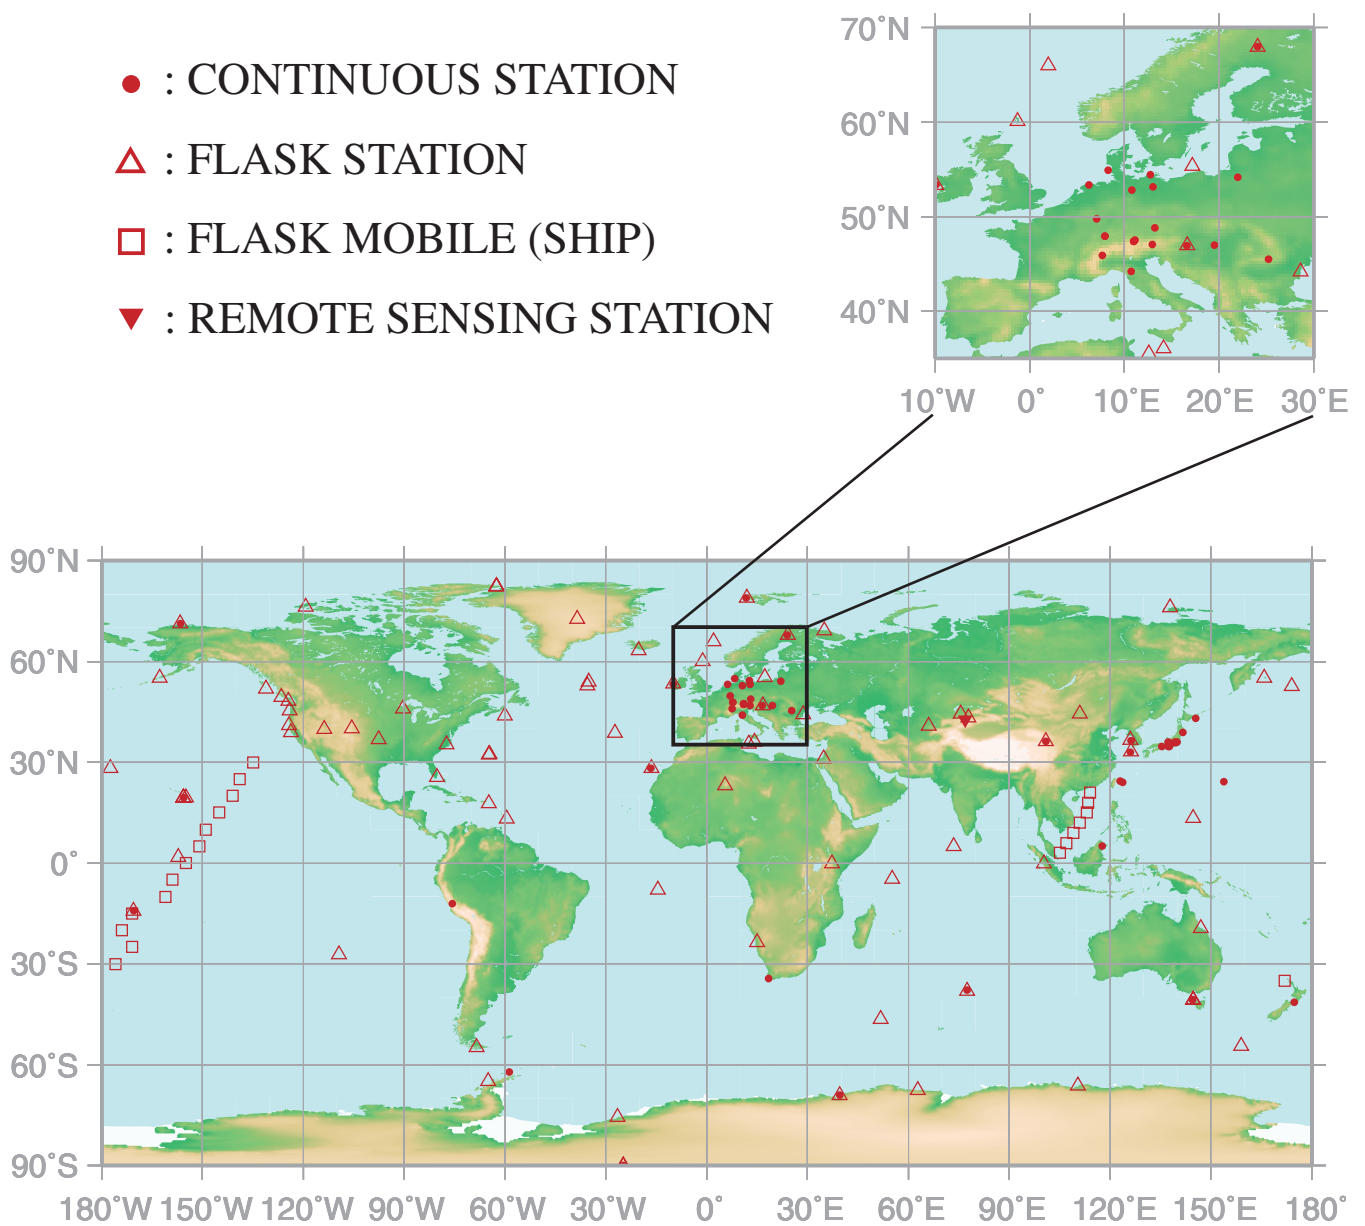 : CONTINUOUS STATION
: FLASK STATION
: FLASK MOBILE (SHIP)
: REMOTE SENSING STATION
70˚N
60˚N
50˚N
40˚N
10˚W 0˚ 10˚E 20˚E 30˚E
90˚N
60˚N
30˚N
0˚
30˚S
60˚S
90˚S
180˚W 150˚W 120˚W 90˚W 60˚W 30˚W 0˚ 30˚E 60˚E 90˚E 120˚E 150˚E 180˚